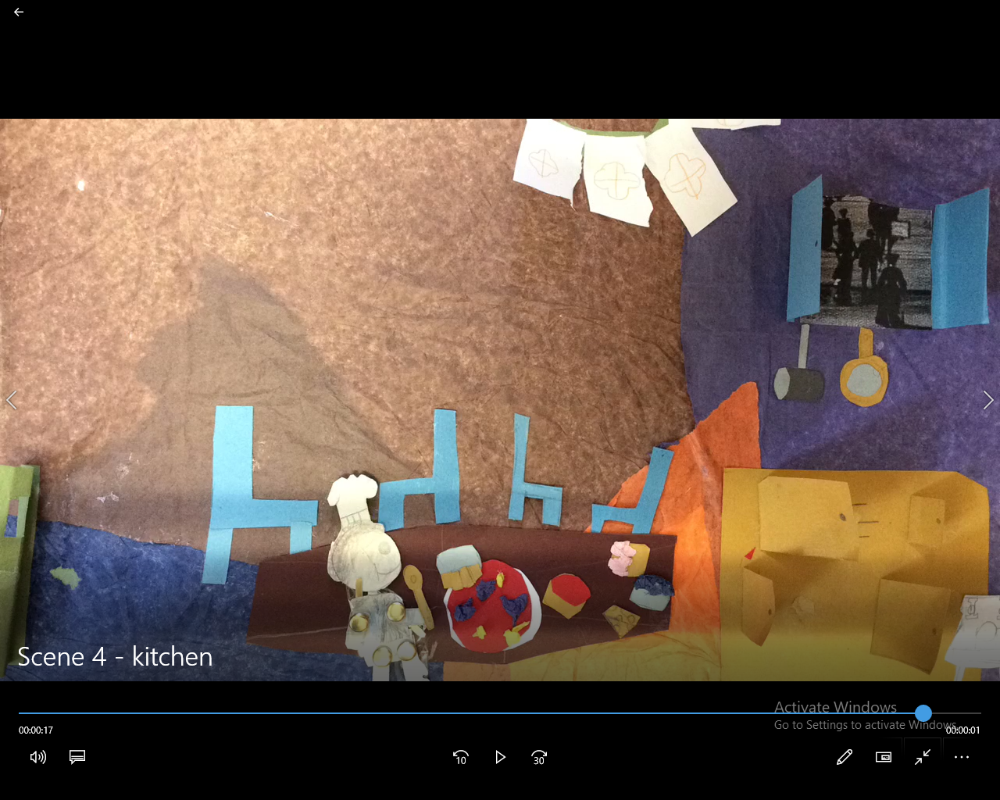 Scene 4 - kitchen
Activate Windows
Go to Settings to activate Windows.
00:00:17
00:00:01
10
30